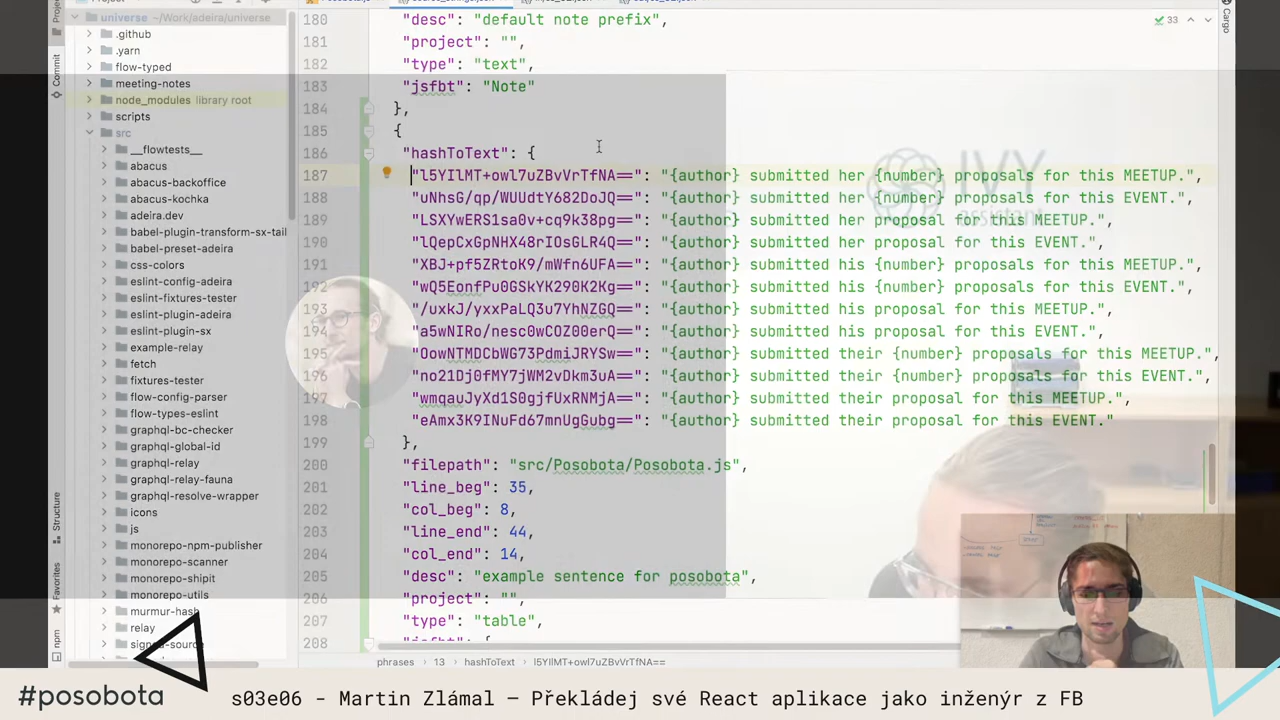 universe ~/Work/adeira/universe
.github
.yarn
flow-typed
meeting-notes
node_modules library root
scripts
src
__flowtests__
abacus
abacus-backoffice
abacus-kochka
adeira.dev
babel-plugin-transform-sx-tail
babel-preset-adeira
css-colors
eslint-config-adeira
eslint-fixtures-tester
eslint-plugin-adeira
eslint-plugin-sx
example-relay
fetch
fixtures-tester
flow-config-parser
flow-types-eslint
graphql-bc-checker
graphql-global-id
graphql-relay
graphql-relay-fauna
graphql-resolve-wrapper
icons
js
monorepo-npm-publisher
monorepo-scanner
monorepo-shipit
monorepo-utils
murmur-hash
relay
signed-source
Commit
Structure
Favorites
npm
Cargo
33
180 "desc": "default note prefix",
181 "project": "",
182 "type": "text",
183 "jsfbt": "Note"
184 },
185 {
186 "hashToText": {
187 "l5YIlMT+owl7uZBvVrTfNA==": "{author} submitted her {number} proposals for this MEETUP.",
188 "uNhsG/qp/WUUdtY682DoJQ==": "{author} submitted her {number} proposals for this EVENT.",
189 "LSXYwERS1sa0v+cq9k38pg==": "{author} submitted her proposal for this MEETUP.",
190 "lQepCxGpNHX48rIDsGLR4Q==": "{author} submitted her proposal for this EVENT.",
191 "XBJ+pf5ZRtoK9/mWfn6UFA==": "{author} submitted his {number} proposals for this MEETUP.",
192 "wQ5EonfPu0GSkYK290K2Kg==": "{author} submitted his {number} proposals for this EVENT.",
193 "/uxkJ/yxxPaLQ3u7YhNZGQ==": "{author} submitted his proposal for this MEETUP.",
194 "a5wNIRo/nesc0wCOZ00erQ==": "{author} submitted his proposal for this EVENT.",
195 "OowNTMDCbWG73PdmiJRYSw==": "{author} submitted their {number} proposals for this MEETUP.",
196 "no21Dj0fMY7jWM2vDkm3uA==": "{author} submitted their {number} proposals for this EVENT.",
197 "wmqauJyXd1S0gjfUxRNMjA==": "{author} submitted their proposal for this MEETUP.",
198 "eAmx3K9INuFd67mnUgGubg==": "{author} submitted their proposal for this EVENT."
199 },
200 "filepath": "src/Posobota/Posobota.js",
201 "line_beg": 35,
202 "col_beg": 8,
203 "line_end": 44,
204 "col_end": 14,
205 "desc": "example sentence for posobota",
206 "project": "",
207 "type": "table",
208
IVY
assistant
phrases 13 hashToText l5YIlMT+owl7uZBvVrTfNA==
#posobota s03e06 - Martin Zlámal – Překládej své React aplikace jako inženýr z FB